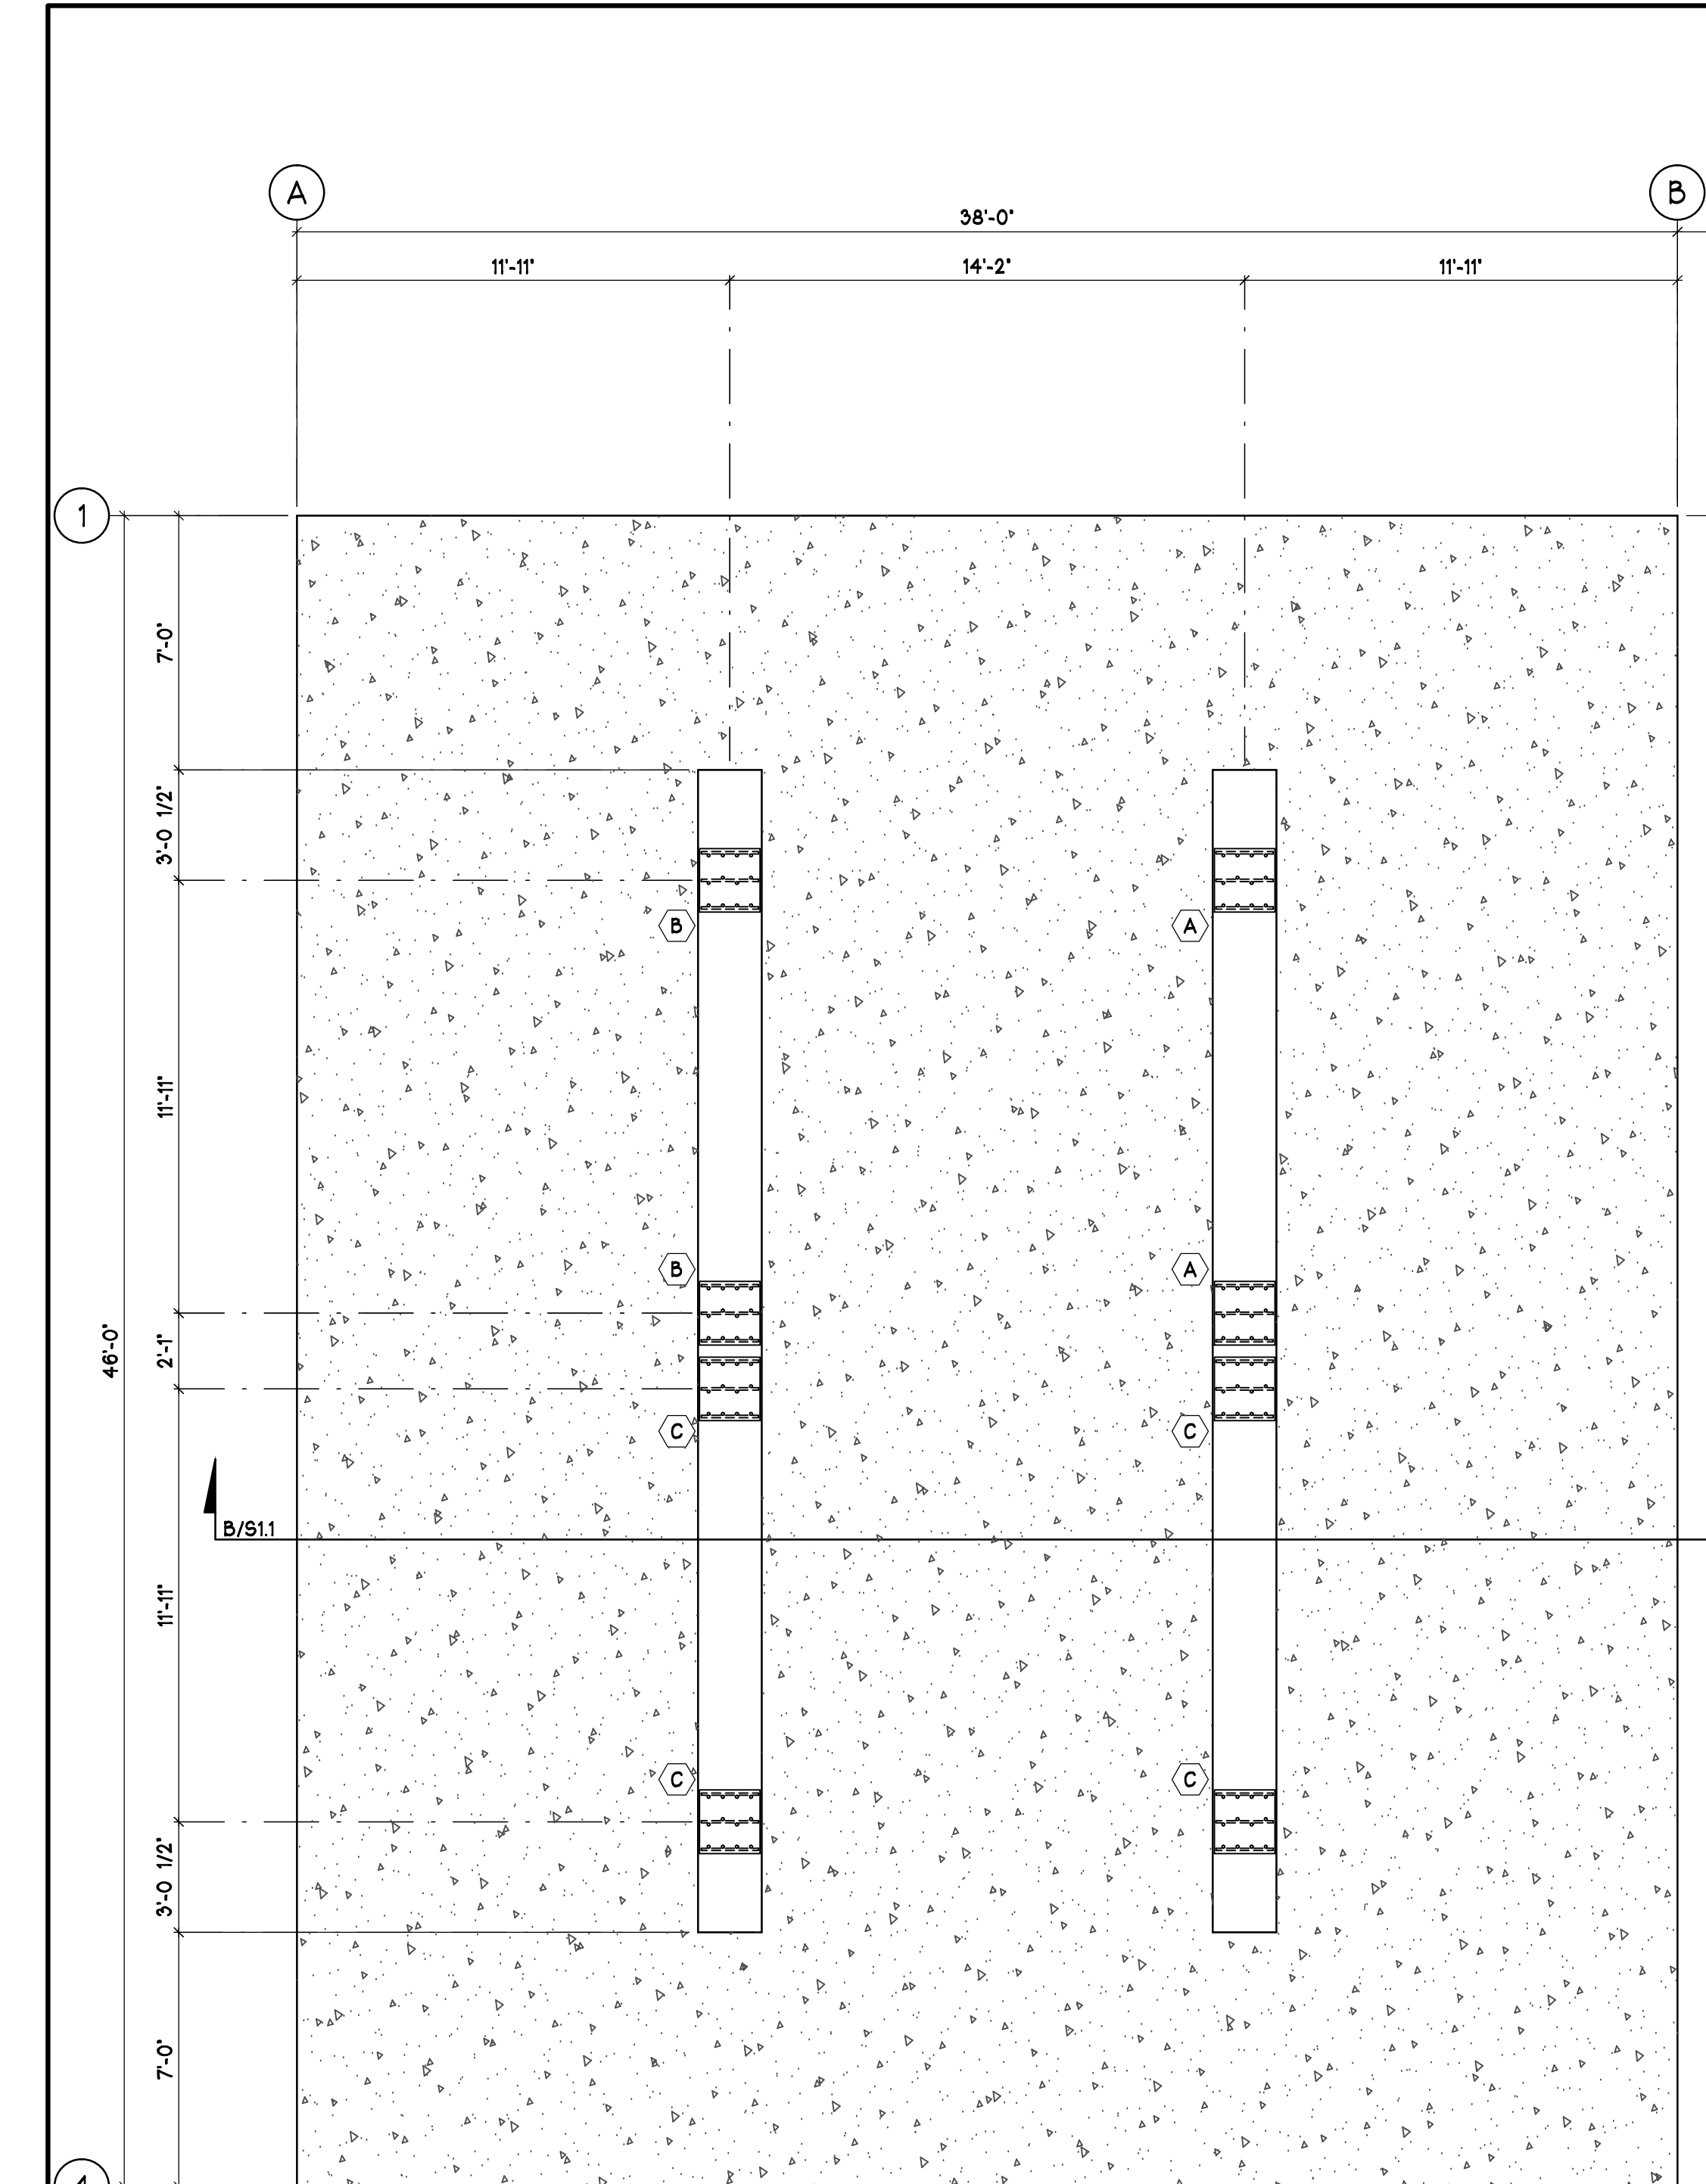 A
B
38'-0"
11'-11"
14'-2"
11'-11"
1
7'-0"
3'-0 1/2"
B
A
11'-11"
B
A
46'-0"
2'-1"
C
C
B/S1.1
11'-11"
C
C
3'-0 1/2"
7'-0"